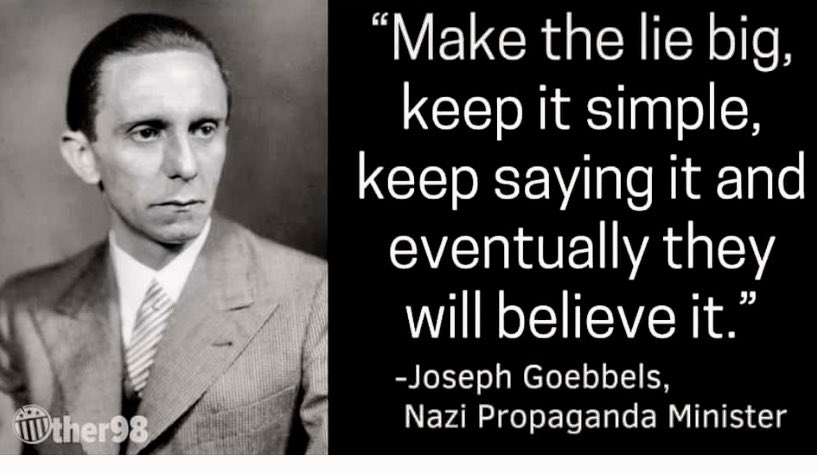 “Make the lie big,
keep it simple,
keep saying it and
eventually they
will believe it.”
-Joseph Goebbels,
Nazi Propaganda Minister
Other98